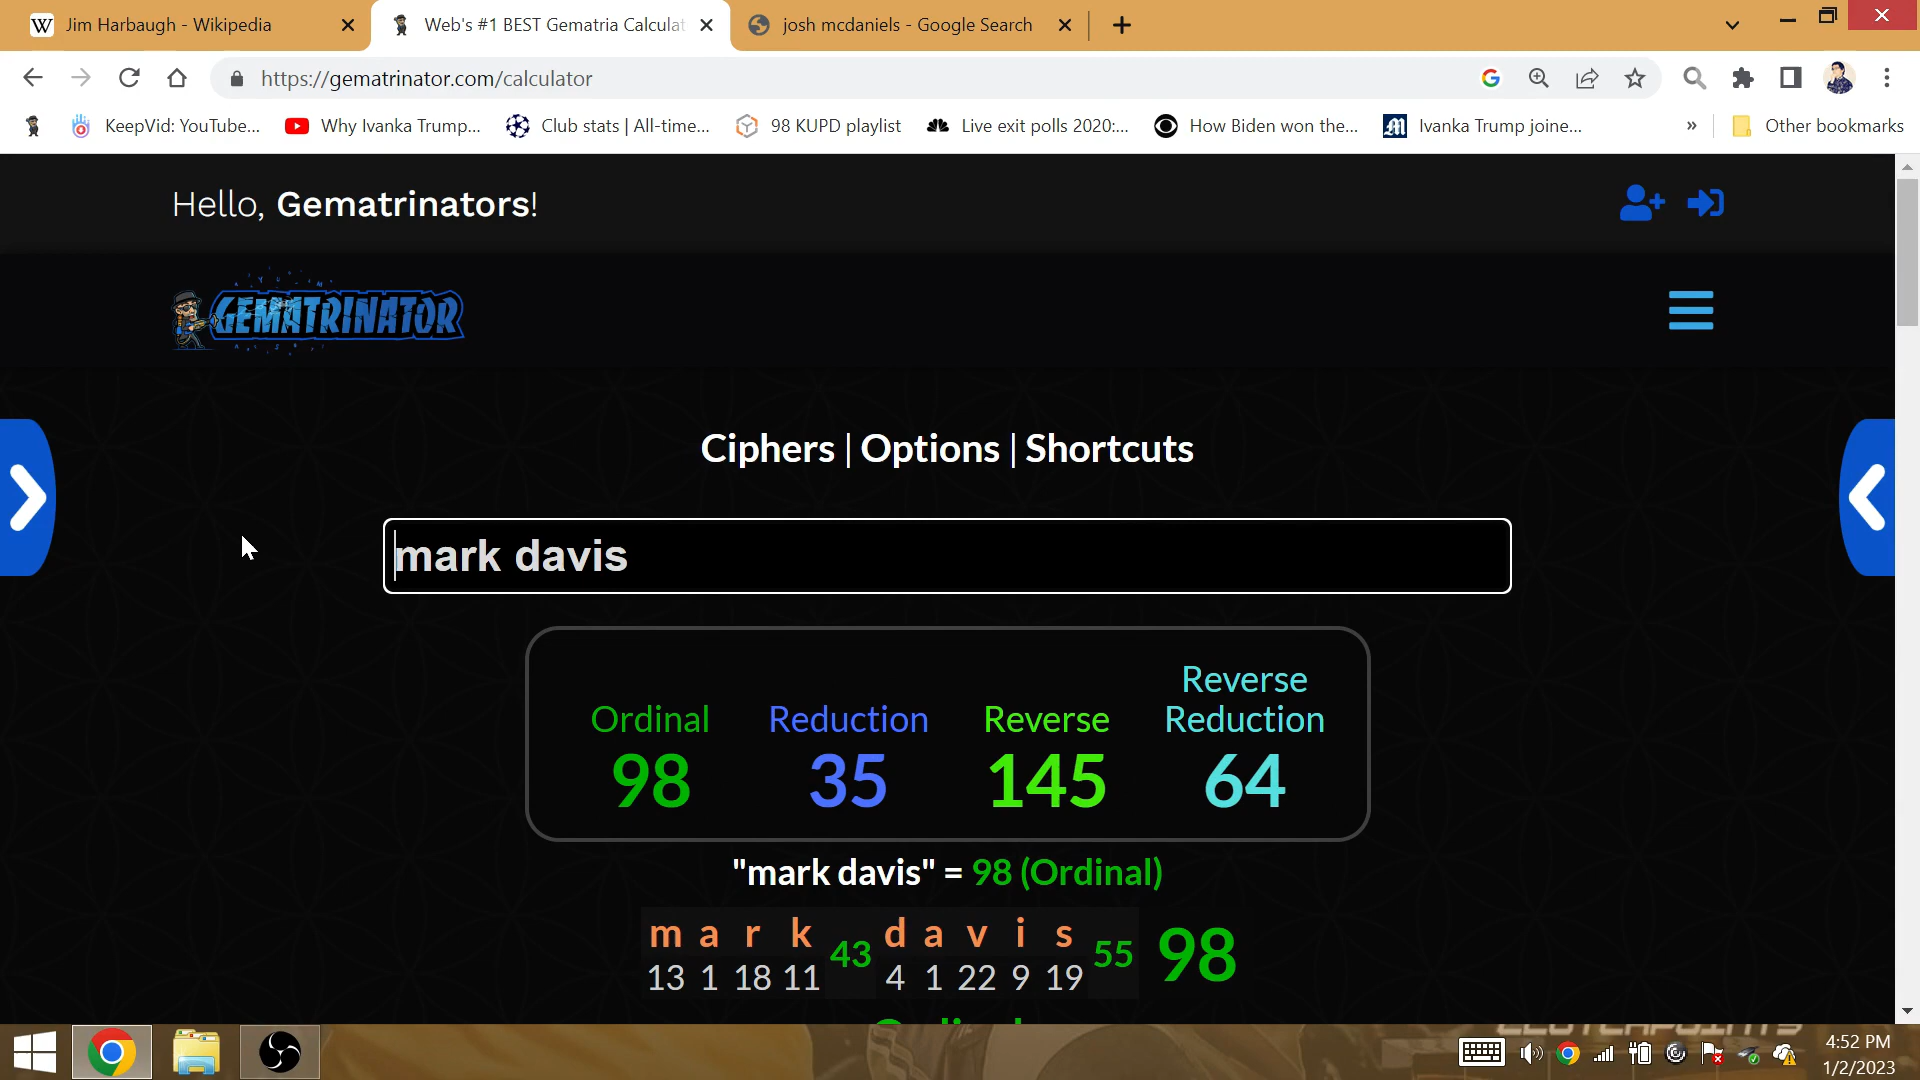 Jim Harbaugh - Wikipedia
Web's #1 BEST Gematria Calculat
josh mcdaniels - Google Search
https://gematrinator.com/calculator
KeepVid: YouTube...
Why Ivanka Trump...
Club stats | All-time...
98 KUPD playlist
Live exit polls 2020:...
How Biden won the...
Ivanka Trump joine...
»
Other bookmarks
Hello, Gematrinators!
GEMATRINATOR
Ciphers | Options | Shortcuts
mark davis
Ordinal
98
Reduction
35
Reverse
145
Reverse
Reduction
64
"mark davis" = 98 (Ordinal)
m a r k 43 d a v i s 55 98
13 1 18 11 4 1 22 9 19
4:52 PM
1/2/2023